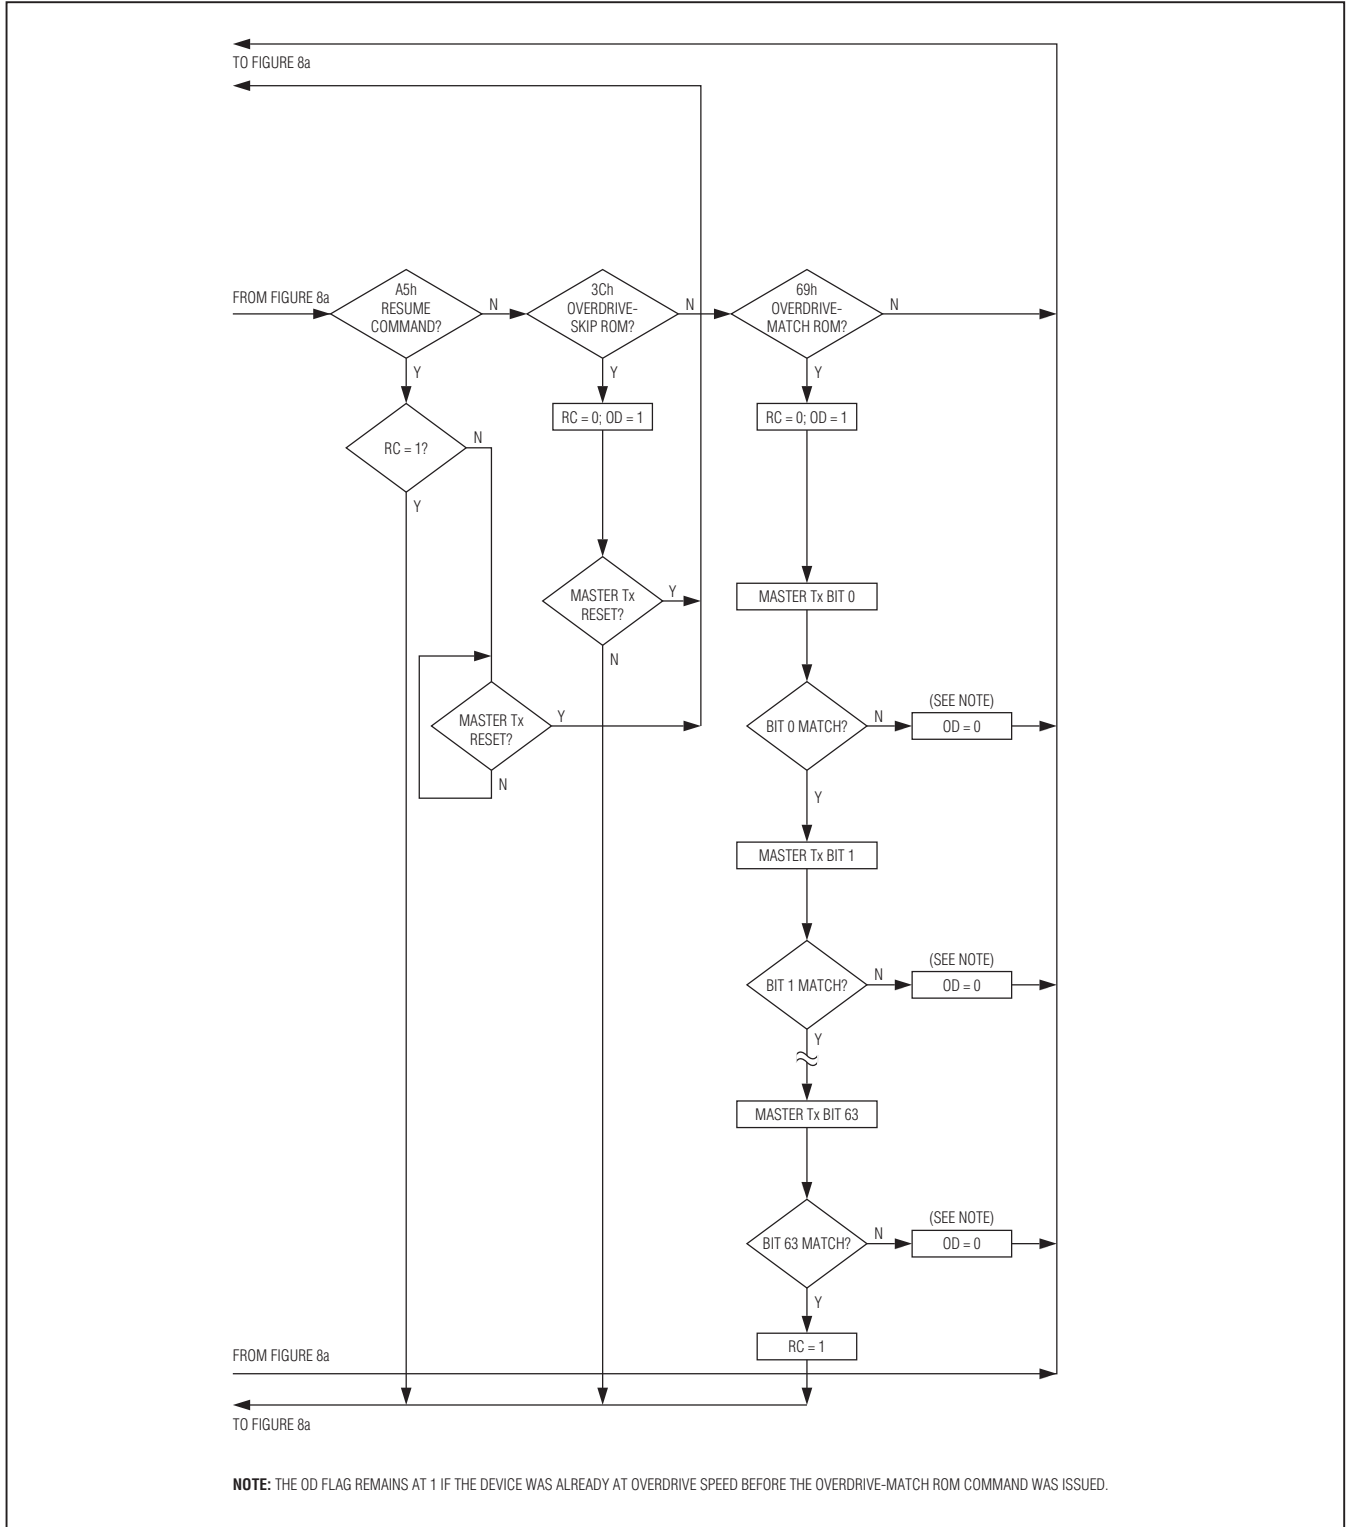 TO FIGURE 8a
FROM FIGURE 8a
A5h
RESUME
COMMAND?
N
3Ch
OVERDRIVE-
SKIP ROM?
N
69h
OVERDRIVE-
MATCH ROM?
N
Y
Y
Y
RC = 1?
N
RC = 0; OD = 1
RC = 0; OD = 1
Y
MASTER Tx
RESET?
Y
N
MASTER Tx BIT 0
MASTER Tx
RESET?
Y
N
BIT 0 MATCH?
N
(SEE NOTE)
OD = 0
Y
MASTER Tx BIT 1
BIT 1 MATCH?
N
(SEE NOTE)
OD = 0
Y
MASTER Tx BIT 63
BIT 63 MATCH?
N
(SEE NOTE)
OD = 0
Y
RC = 1
FROM FIGURE 8a
TO FIGURE 8a
NOTE: THE OD FLAG REMAINS AT 1 IF THE DEVICE WAS ALREADY AT OVERDRIVE SPEED BEFORE THE OVERDRIVE-MATCH ROM COMMAND WAS ISSUED.